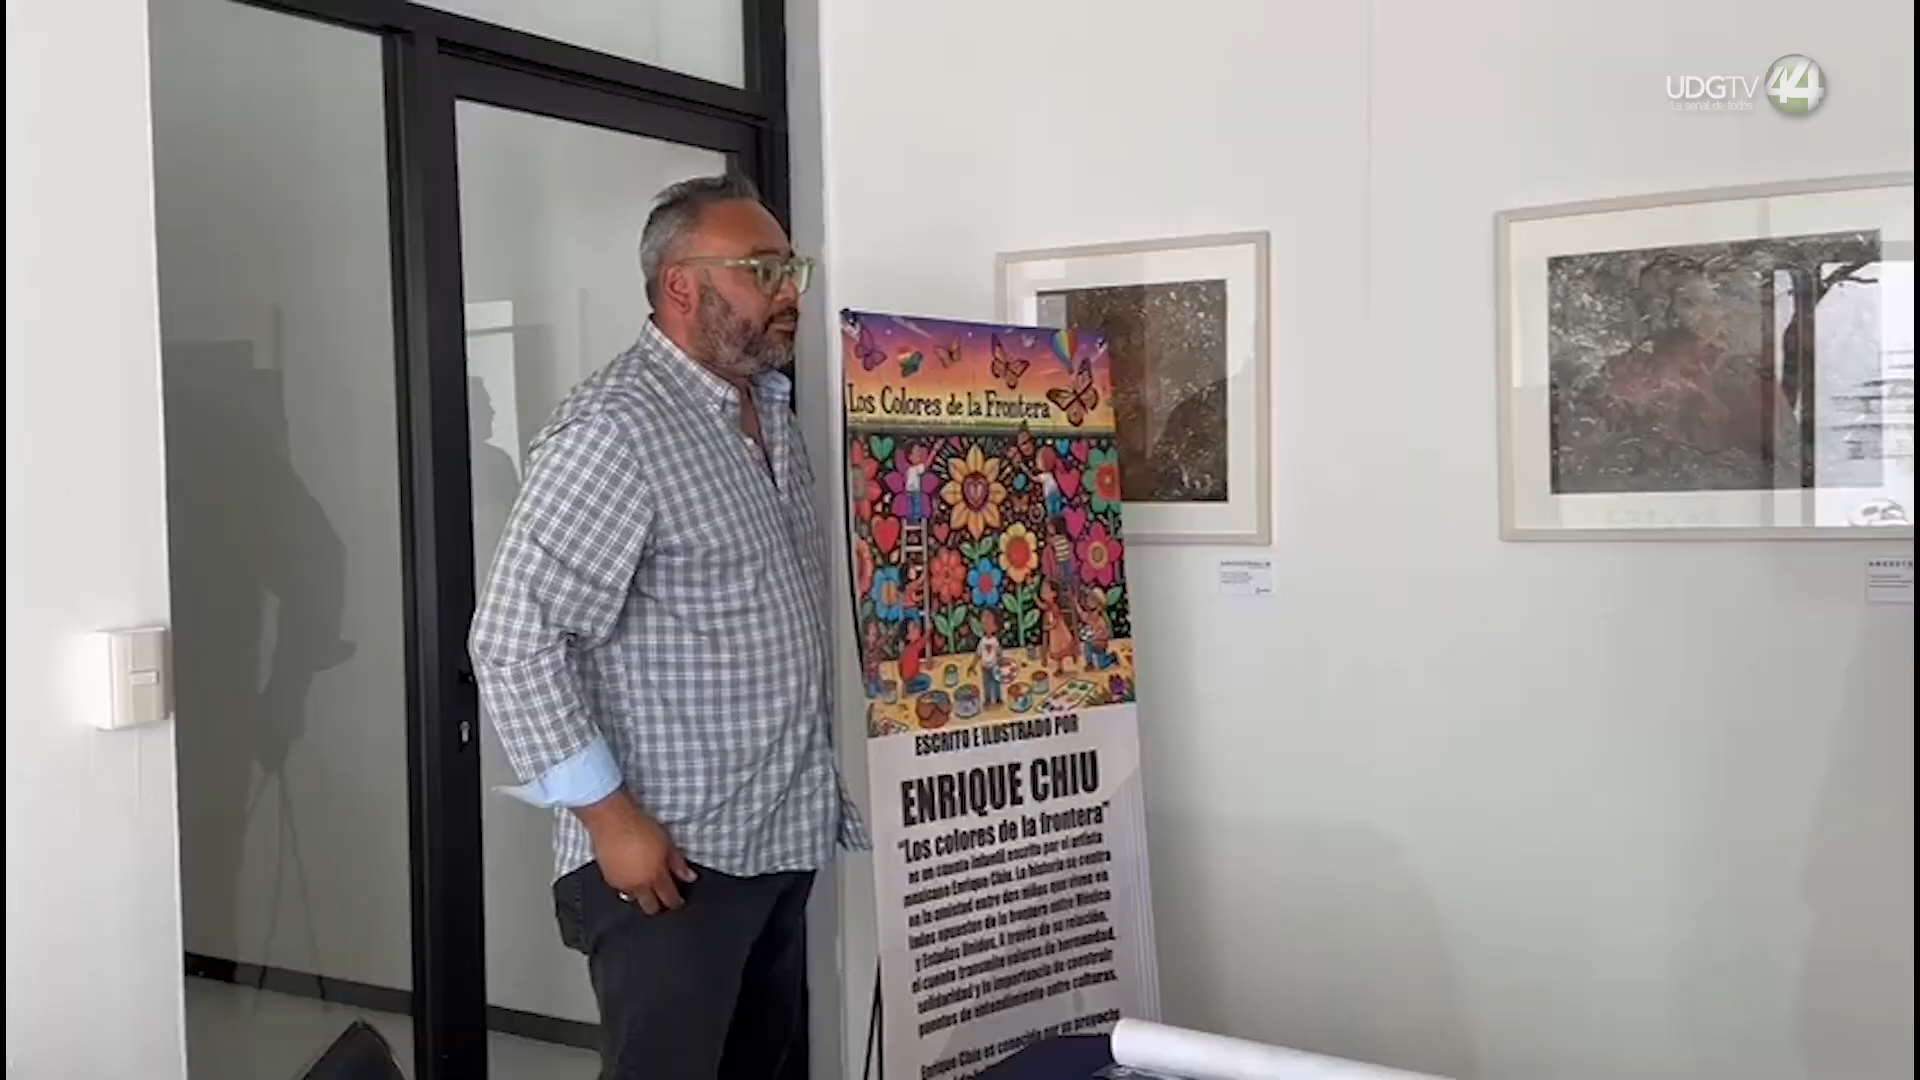 UDGTV 44
La señal de todos
Los Colores de la Frontera
ESCRITO E ILUSTRADO POR
ENRIQUE CHIU
"Los colores de la frontera"
es un cuento infantil escrito por el artista
mexicano Enrique Chiu. La historia se centra
en la amistad entre dos niños que viven en
lados opuestos de la frontera entre México
y Estados Unidos. A través de su relación,
el cuento transmite valores de hermandad,
solidaridad y la importancia de construir
puentes de entendimiento entre culturas.
Enrique Chiu es conocido por su proyecto